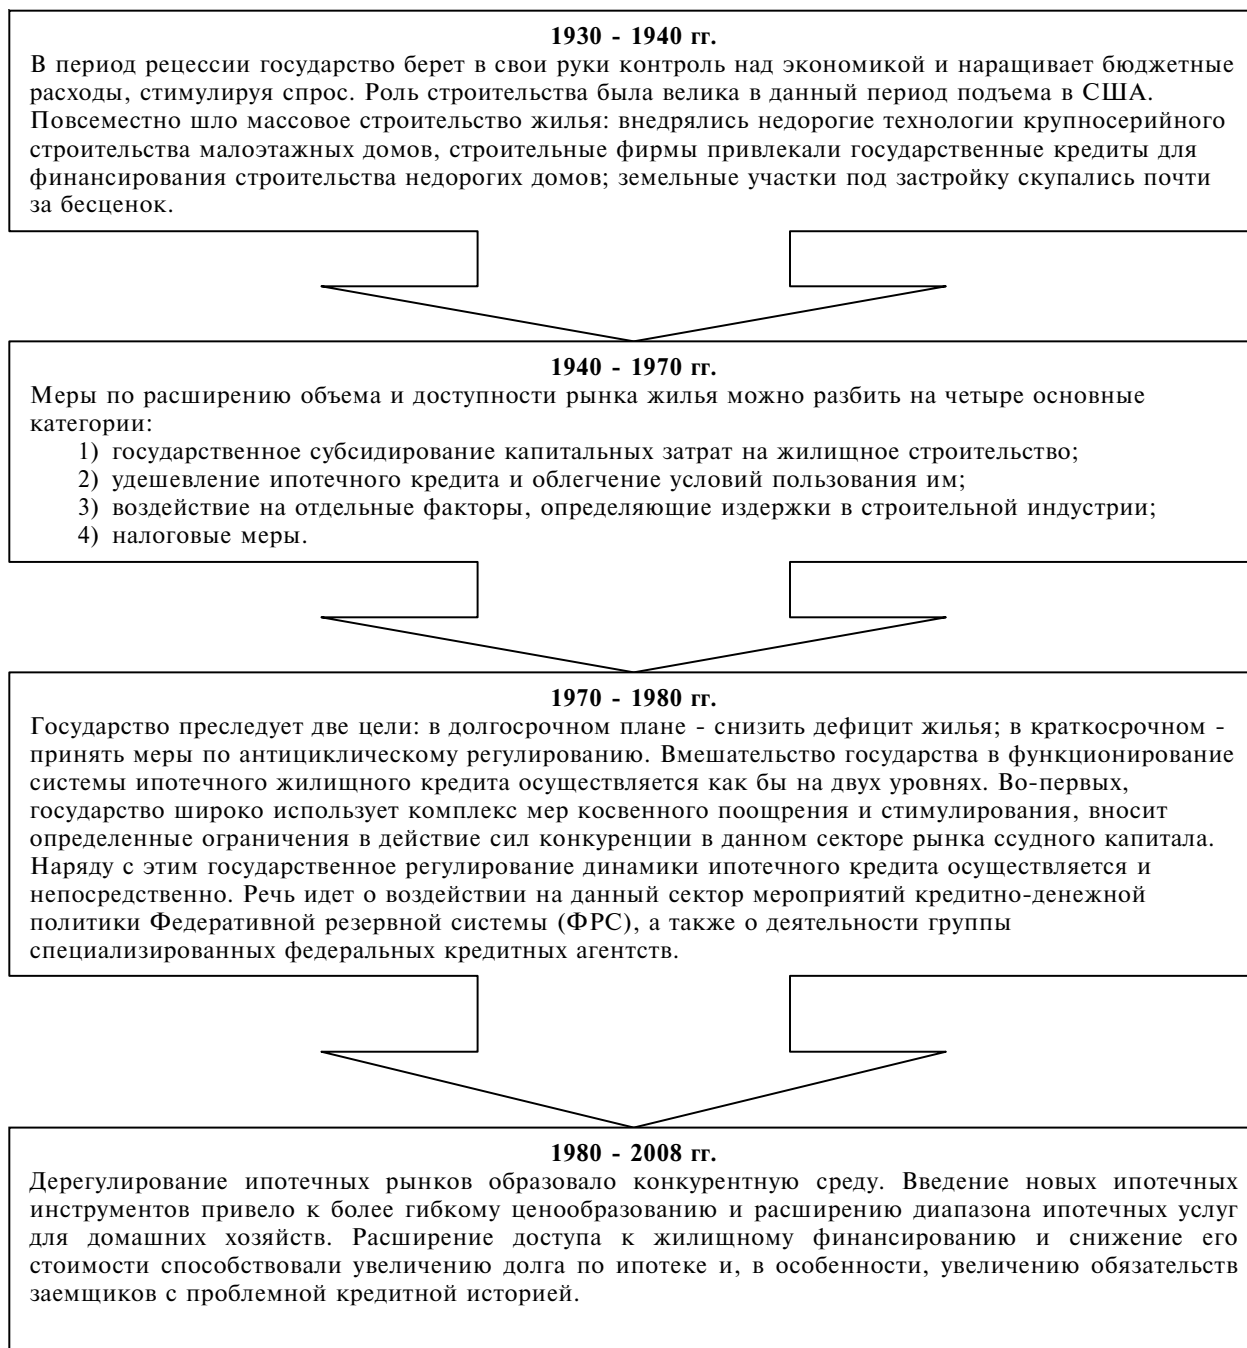 1930 - 1940 гг.
В период рецессии государство берет в свои руки контроль над экономикой и наращивает бюджетные
расходы, стимулируя спрос. Роль строительства была велика в данный период подъема в США.
Повсеместно шло массовое строительство жилья: внедрялись недорогие технологии крупносерийного
строительства малоэтажных домов, строительные фирмы привлекали государственные кредиты для
финансирования строительства недорогих домов; земельные участки под застройку скупались почти
за бесценок.
1940 - 1970 гг.
Меры по расширению объема и доступности рынка жилья можно разбить на четыре основные
категории:
1) государственное субсидирование капитальных затрат на жилищное строительство;
2) удешевление ипотечного кредита и облегчение условий пользования им;
3) воздействие на отдельные факторы, определяющие издержки в строительной индустрии;
4) налоговые меры.
1970 - 1980 гг.
Государство преследует две цели: в долгосрочном плане - снизить дефицит жилья; в краткосрочном -
принять меры по антициклическому регулированию. Вмешательство государства в функционирование
системы ипотечного жилищного кредита осуществляется как бы на двух уровнях. Во-первых,
государство широко использует комплекс мер косвенного поощрения и стимулирования, вносит
определенные ограничения в действие сил конкуренции в данном секторе рынка ссудного капитала.
Наряду с этим государственное регулирование динамики ипотечного кредита осуществляется и
непосредственно. Речь идет о воздействии на данный сектор мероприятий кредитно-денежной
политики Федеративной резервной системы (ФРС), а также о деятельности группы
специализированных федеральных кредитных агентств.
1980 - 2008 гг.
Дерегулирование ипотечных рынков образовало конкурентную среду. Введение новых ипотечных
инструментов привело к более гибкому ценообразованию и расширению диапазона ипотечных услуг
для домашних хозяйств. Расширение доступа к жилищному финансированию и снижение его
стоимости способствовали увеличению долга по ипотеке и, в особенности, увеличению обязательств
заемщиков с проблемной кредитной историей.